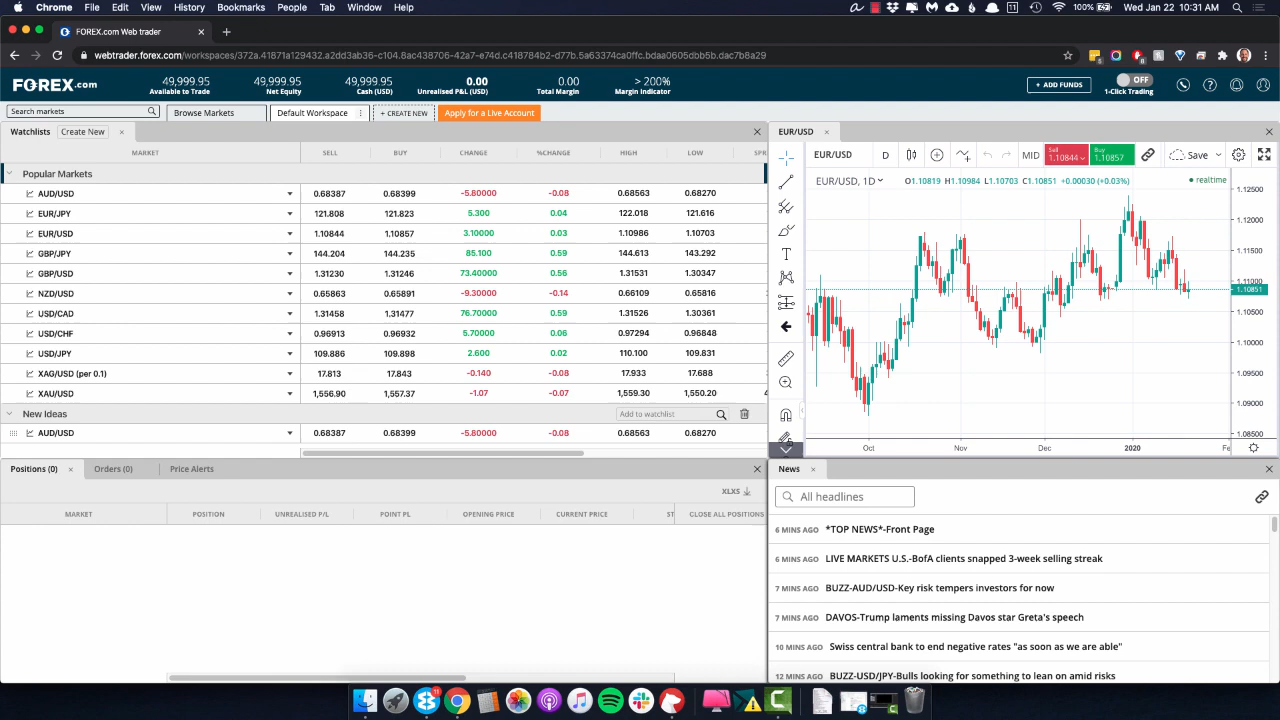 Chrome File Edit View History Bookmarks People Tab Window Help 11 100% Wed Jan 22 10:31 AM
FOREX.com Web trader
webtrader.forex.com/workspaces/372a.41871a129432.a2dd3ab36-c104.8ac438706-42a7-e74d.c418784b2-d77b.5a63374ca0ffc.bdaa0605dbb5b.dac7b8a29
FOREX.com
49,999.95 49,999.95 49,999.95 0.00 0.00 > 200%
Available to Trade Net Equity Cash (USD) Unrealised P&L (USD) Total Margin Margin Indicator
+ ADD FUNDS OFF 1-Click Trading
Search markets Browse Markets Default Workspace + CREATE NEW Apply for a Live Account
Watchlists Create New
MARKET SELL BUY CHANGE %CHANGE HIGH LOW SPR
Popular Markets
AUD/USD 0.68387 0.68399 -5.80000 -0.08 0.68563 0.68270
EUR/JPY 121.808 121.823 5.300 0.04 122.018 121.616
EUR/USD 1.10844 1.10857 3.10000 0.03 1.10986 1.10703
GBP/JPY 144.204 144.235 85.100 0.59 144.613 143.292
GBP/USD 1.31230 1.31246 73.40000 0.56 1.31531 1.30347
NZD/USD 0.65863 0.65891 -9.30000 -0.14 0.66109 0.65816
USD/CAD 1.31458 1.31477 76.70000 0.59 1.31526 1.30361
USD/CHF 0.96913 0.96932 5.70000 0.06 0.97294 0.96848
USD/JPY 109.886 109.898 2.600 0.02 110.100 109.831
XAG/USD (per 0.1) 17.813 17.843 -0.140 -0.08 17.933 17.688
XAU/USD 1,556.90 1,557.37 -1.07 -0.07 1,559.30 1,550.20
New Ideas Add to watchlist
AUD/USD 0.68387 0.68399 -5.80000 -0.08 0.68563 0.68270
EUR/USD
EUR/USD D MID Sell 1.10844 Buy 1.10857 Save
EUR/USD, 1D O1.10819 H1.10984 L1.10703 C1.10851 +0.00030 (+0.03%) realtime
1.12500
1.12000
1.11500
1.11000
1.10851
1.10500
1.10000
1.09500
1.09000
1.08500
Oct Nov Dec 2020 Fe
Positions (0) Orders (0) Price Alerts
XLXS
MARKET POSITION UNREALISED P/L POINT PL OPENING PRICE CURRENT PRICE ST CLOSE ALL POSITIONS
News
All headlines
6 MINS AGO *TOP NEWS*-Front Page
6 MINS AGO LIVE MARKETS U.S.-BofA clients snapped 3-week selling streak
7 MINS AGO BUZZ-AUD/USD-Key risk tempers investors for now
7 MINS AGO DAVOS-Trump laments missing Davos star Greta's speech
10 MINS AGO Swiss central bank to end negative rates "as soon as we are able"
12 MINS AGO BUZZ-USD/JPY-Bulls looking for something to lean on amid risks
11